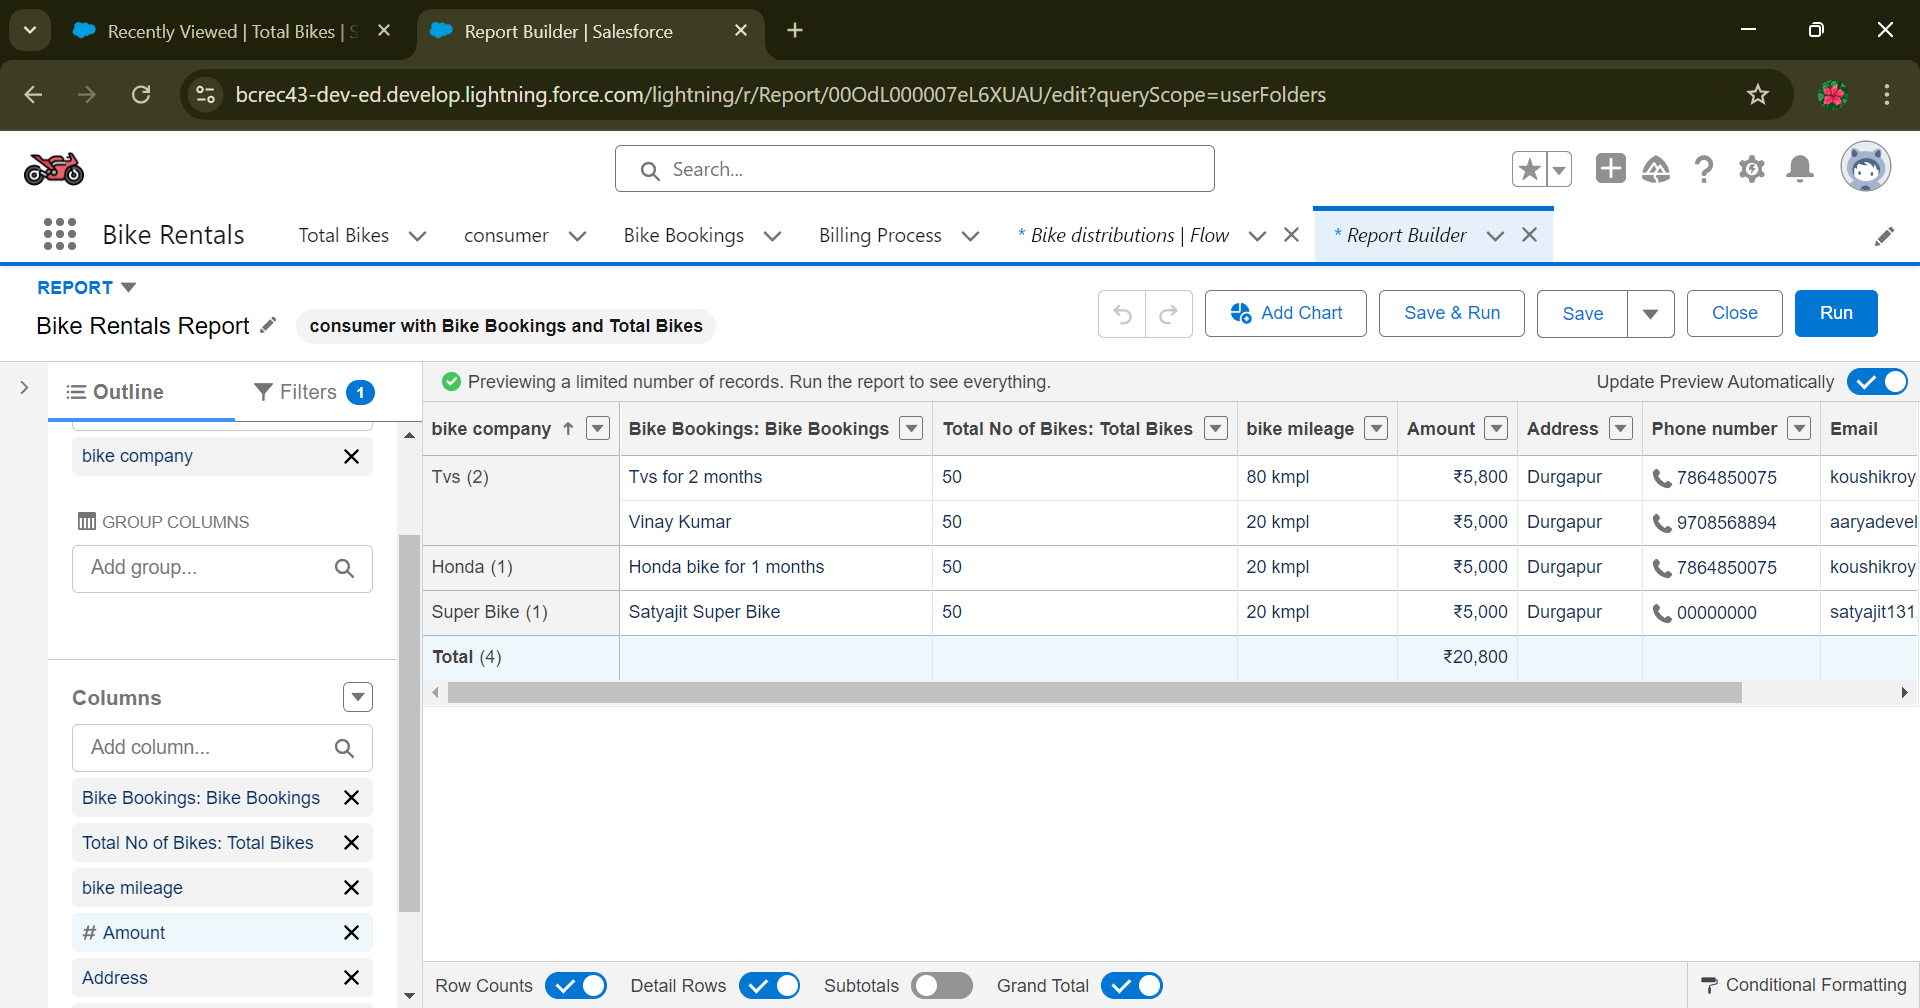 Recently Viewed | Total Bikes | S
Report Builder | Salesforce
bcrec43-dev-ed.develop.lightning.force.com/lightning/r/Report/00OdL000007eL6XUAU/edit?queryScope=userFolders
Search...
Bike Rentals
Total Bikes
consumer
Bike Bookings
Billing Process
* Bike distributions | Flow
* Report Builder
REPORT
Bike Rentals Report
consumer with Bike Bookings and Total Bikes
Add Chart
Save & Run
Save
Close
Run
Outline
Filters 1
Previewing a limited number of records. Run the report to see everything.
Update Preview Automatically
bike company
GROUP COLUMNS
Add group...
Columns
Add column...
Bike Bookings: Bike Bookings
Total No of Bikes: Total Bikes
bike mileage
# Amount
Address
bike company ↑ Bike Bookings: Bike Bookings Total No of Bikes: Total Bikes bike mileage Amount Address Phone number Email
Tvs (2) Tvs for 2 months 50 80 kmpl ₹5,800 Durgapur 7864850075 koushikroy
Vinay Kumar 50 20 kmpl ₹5,000 Durgapur 9708568894 aaryadevel
Honda (1) Honda bike for 1 months 50 20 kmpl ₹5,000 Durgapur 7864850075 koushikroy
Super Bike (1) Satyajit Super Bike 50 20 kmpl ₹5,000 Durgapur 00000000 satyajit131
Total (4) ₹20,800
Row Counts
Detail Rows
Subtotals
Grand Total
Conditional Formatting